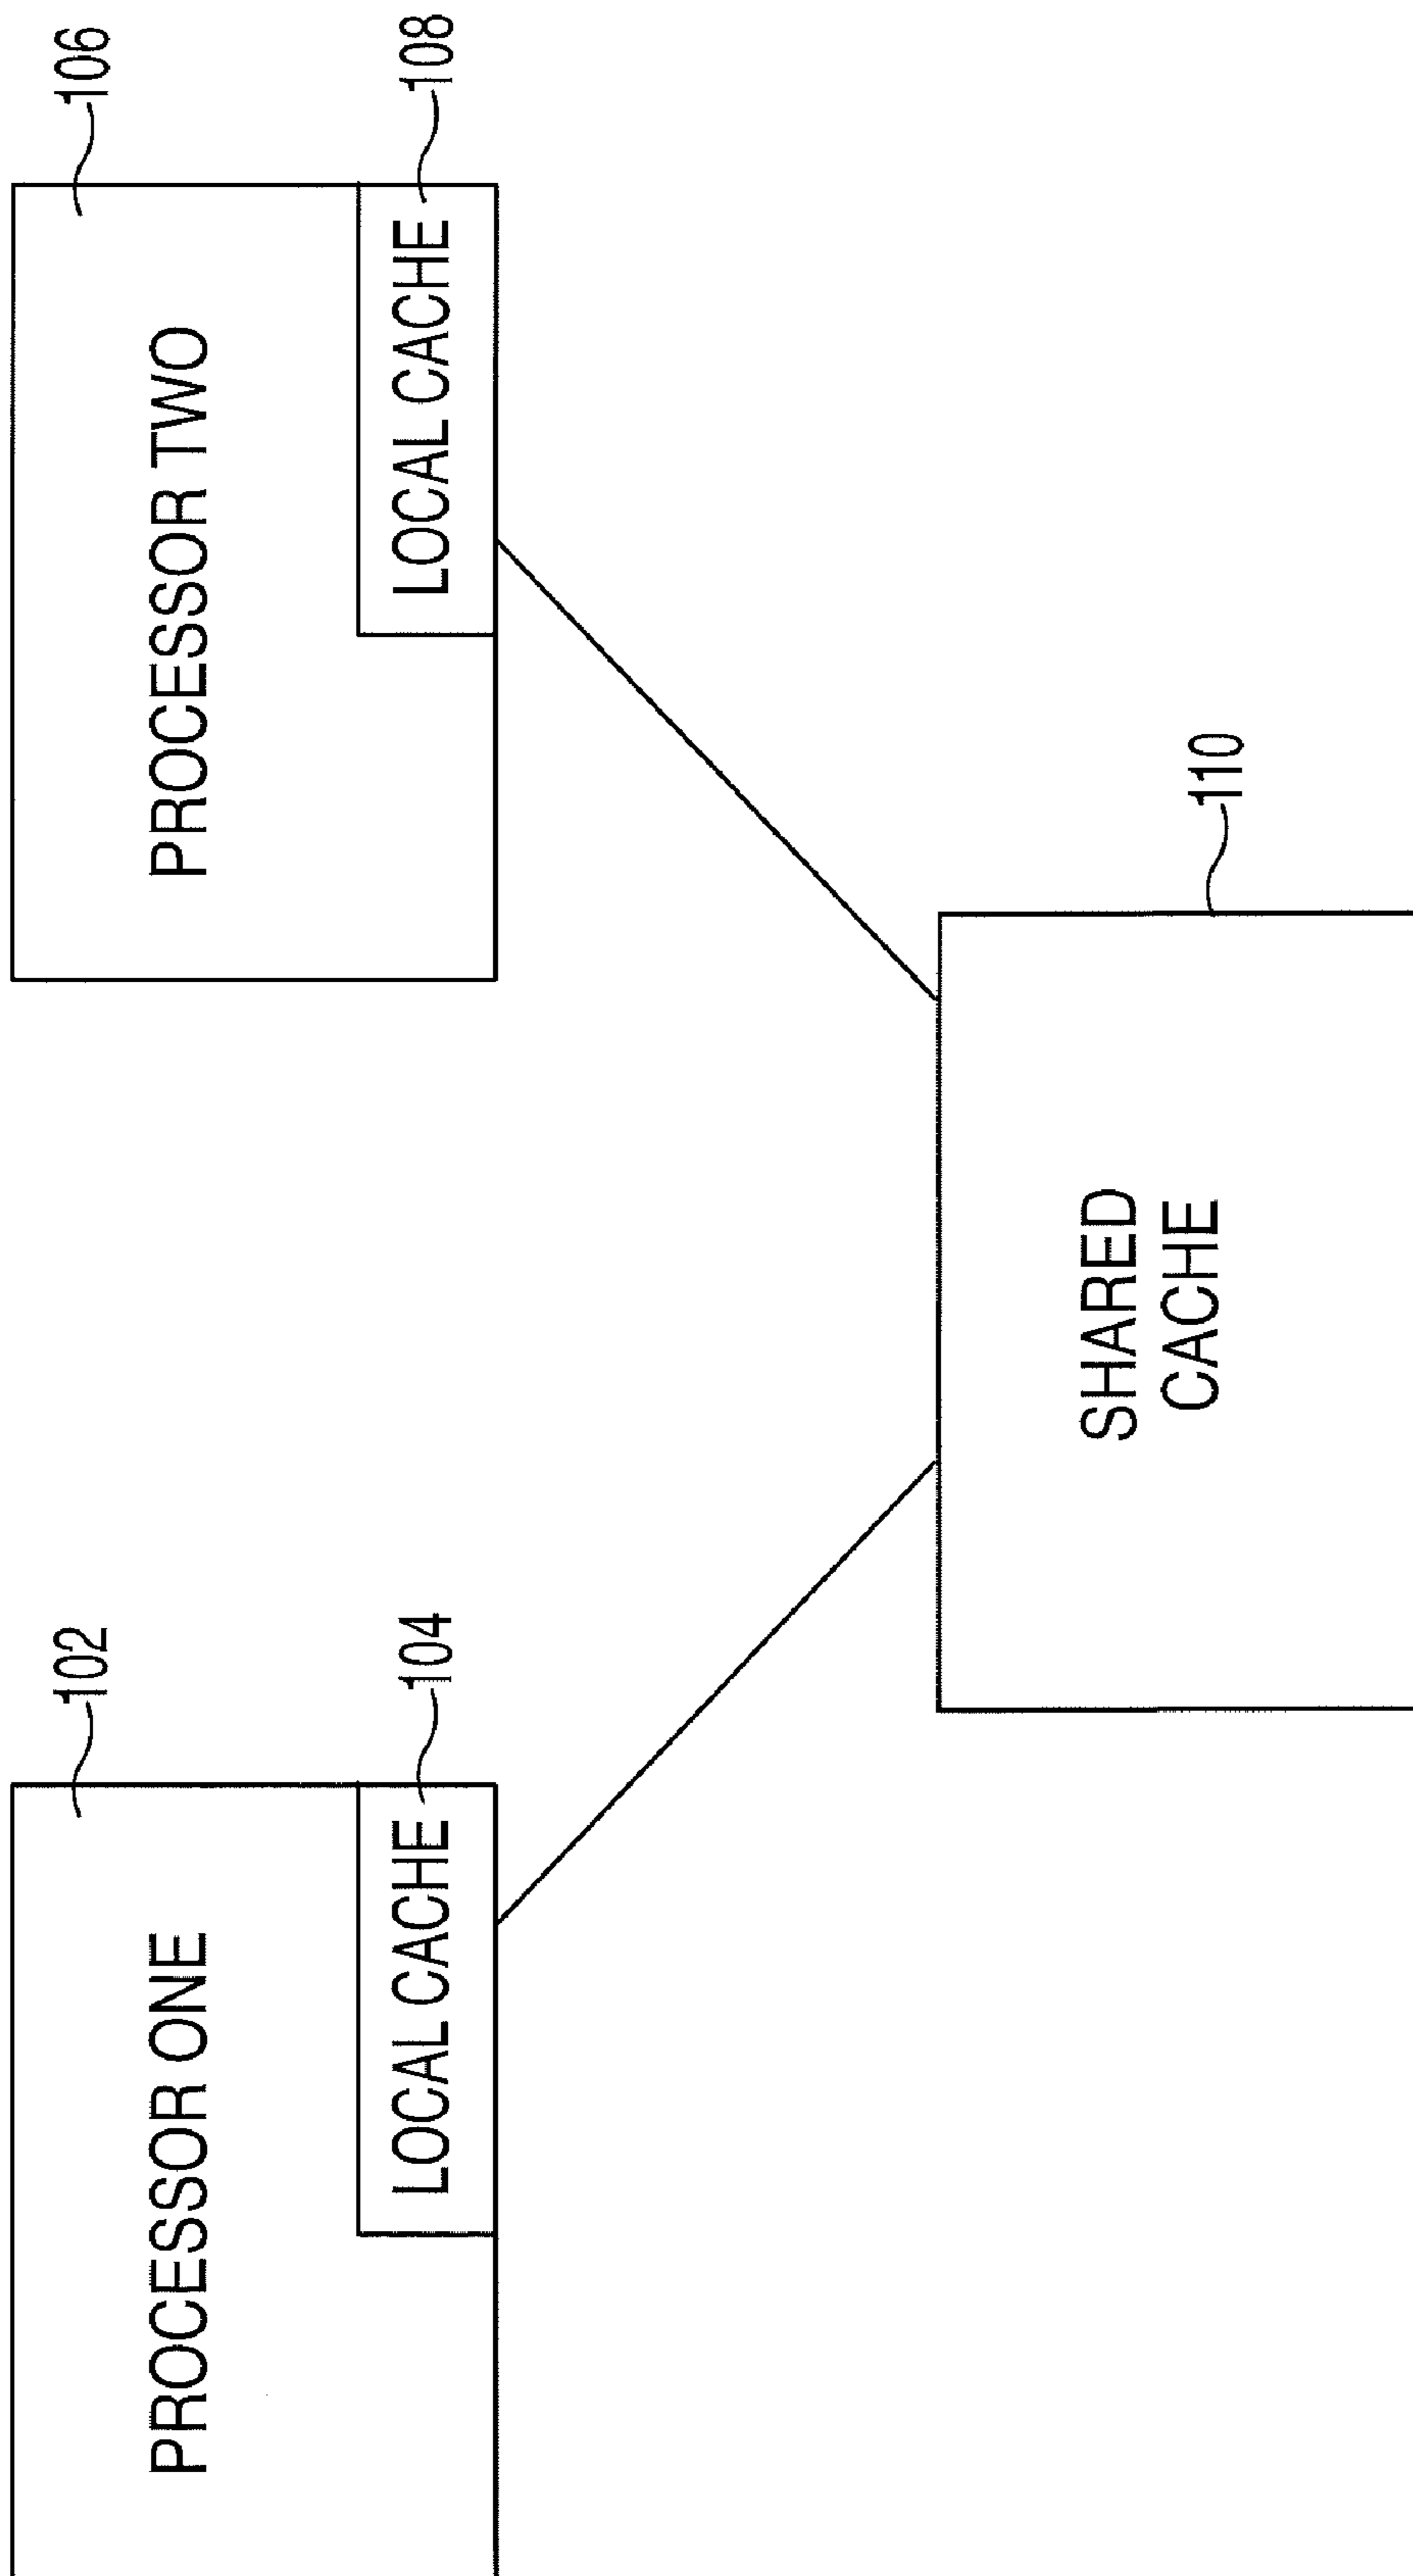 102
PROCESSOR ONE
104
LOCAL CACHE
106
PROCESSOR TWO
108
LOCAL CACHE
110
SHARED
CACHE